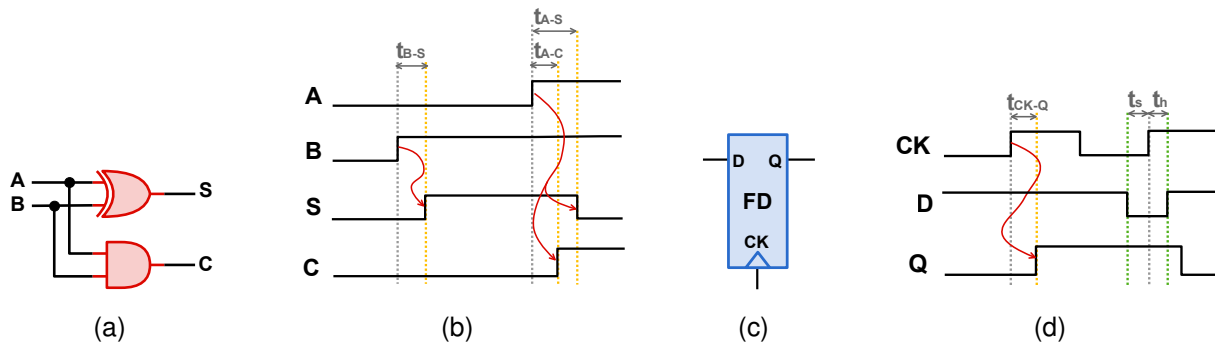 A
B
S
C
(a)
tB-S
tA-S
tA-C
A
B
S
C
(b)
D Q
FD
CK
(c)
tCK-Q ts th
CK
D
Q
(d)